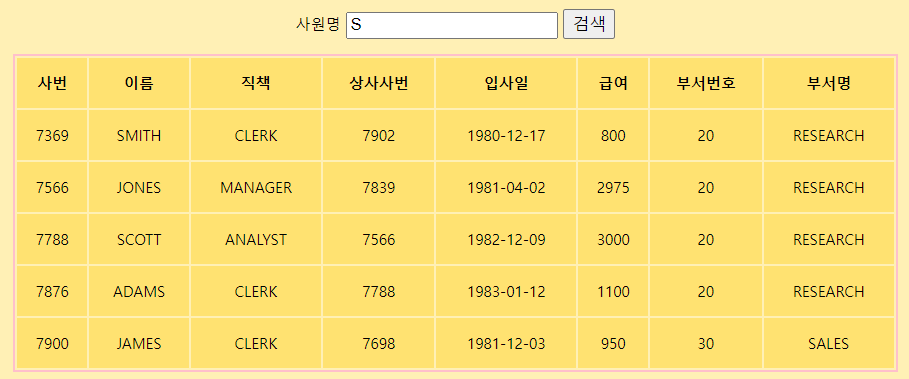 사원명 S 검색
사번 이름 직책 상사사번 입사일 급여 부서번호 부서명
7369 SMITH CLERK 7902 1980-12-17 800 20 RESEARCH
7566 JONES MANAGER 7839 1981-04-02 2975 20 RESEARCH
7788 SCOTT ANALYST 7566 1982-12-09 3000 20 RESEARCH
7876 ADAMS CLERK 7788 1983-01-12 1100 20 RESEARCH
7900 JAMES CLERK 7698 1981-12-03 950 30 SALES